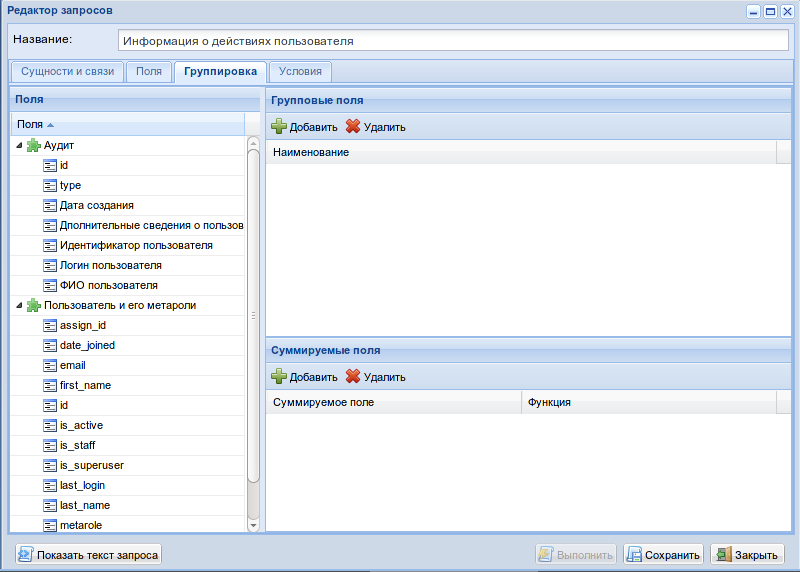 Редактор запросов
Название: Информация о действиях пользователя
Сущности и связи Поля Группировка Условия
Поля
Поля
Аудит
id
type
Дата создания
Дполнительные сведения о пользов
Идентификатор пользователя
Логин пользователя
ФИО пользователя
Пользователь и его метароли
assign_id
date_joined
email
first_name
id
is_active
is_staff
is_superuser
last_login
last_name
metarole
Групповые поля
Добавить Удалить
Наименование
Суммируемые поля
Добавить Удалить
Суммируемое поле Функция
Показать текст запроса Выполнить Сохранить Закрыть